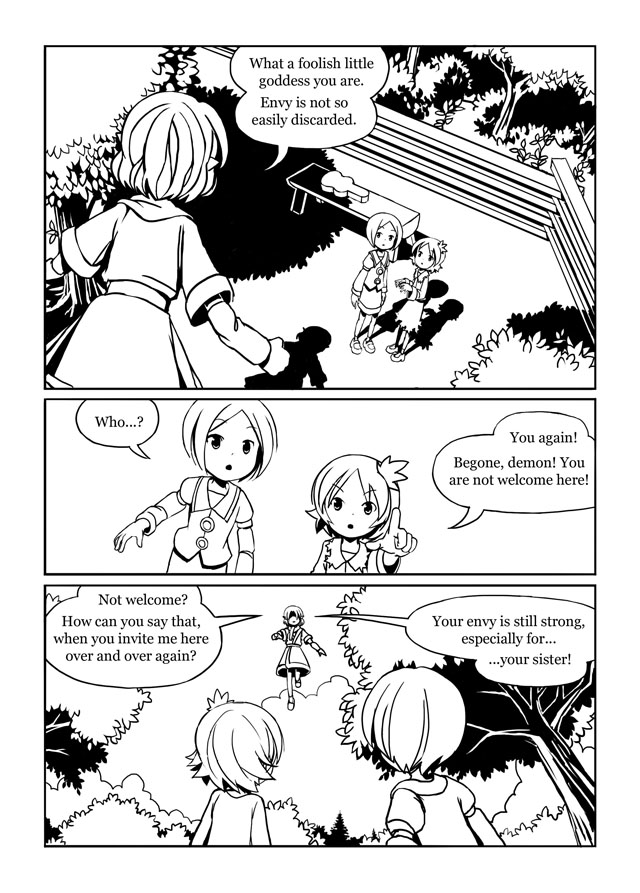 What a foolish little
goddess you are.
Envy is not so
easily discarded.
Who...?
You again!
Begone, demon! You
are not welcome here!
Not welcome?
How can you say that,
when you invite me here
over and over again?
Your envy is still strong,
especially for...
...your sister!